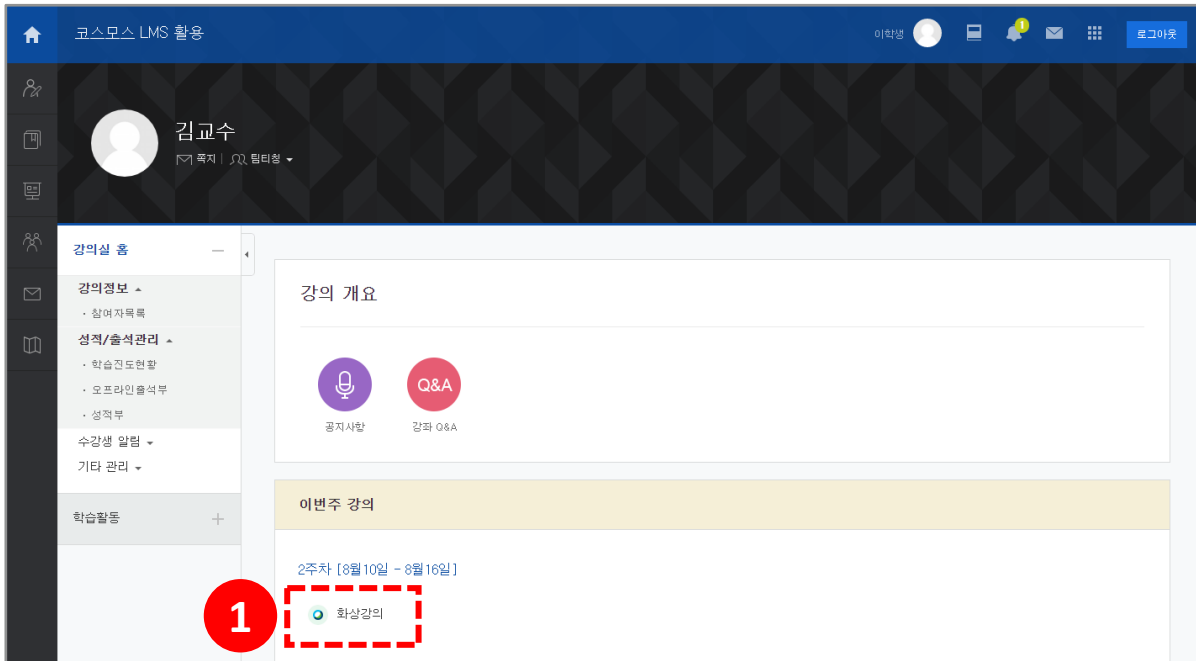 코스모스 LMS 활용
이학생
1
로그아웃
김교수
쪽지 | 팀티칭
강의실 홈
강의정보
· 참여자목록
성적/출석관리
· 학습진도현황
· 오프라인출석부
· 성적부
수강생 알림
기타 관리
학습활동
강의 개요
Q&A
공지사항
강좌 Q&A
이번주 강의
2주차 [8월10일 - 8월16일]
1
화상강의